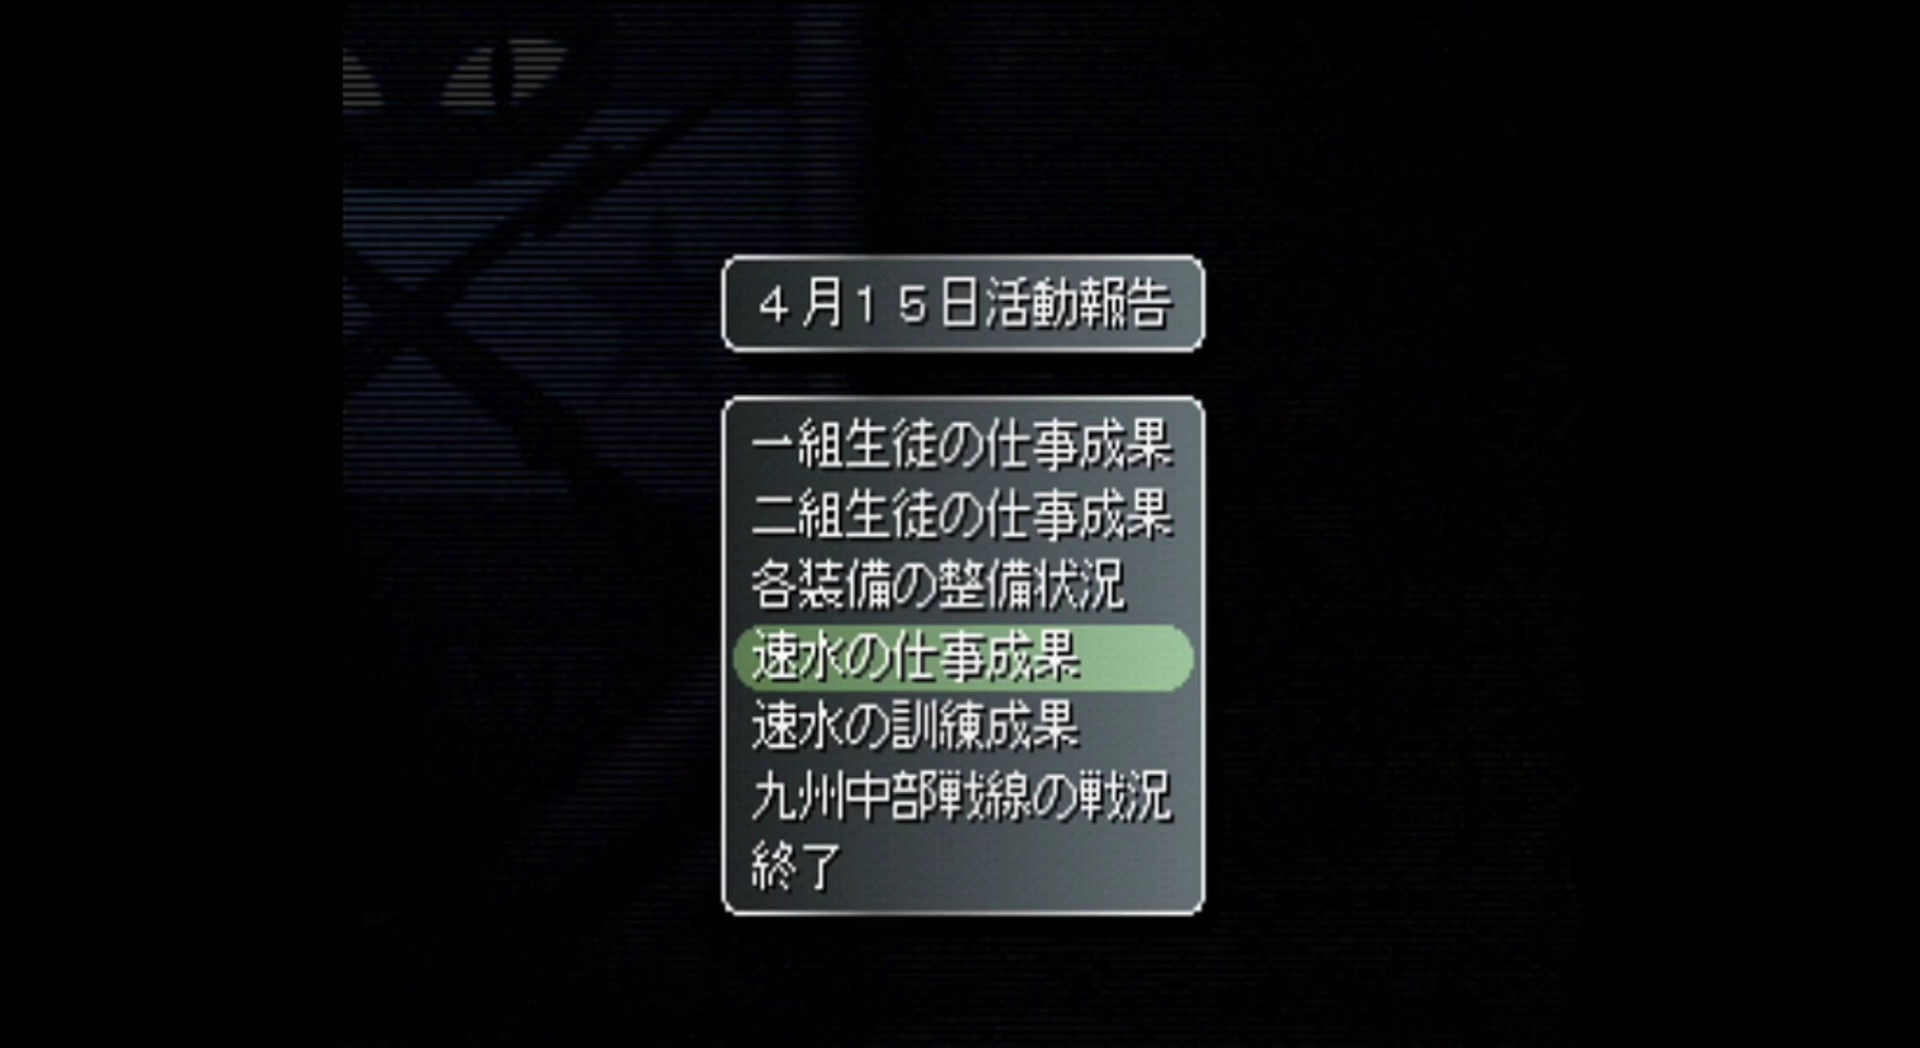 ４月１５日活動報告
一組生徒の仕事成果
二組生徒の仕事成果
各装備の整備状況
速水の仕事成果
速水の訓練成果
九州中部戦線の戦況
終了